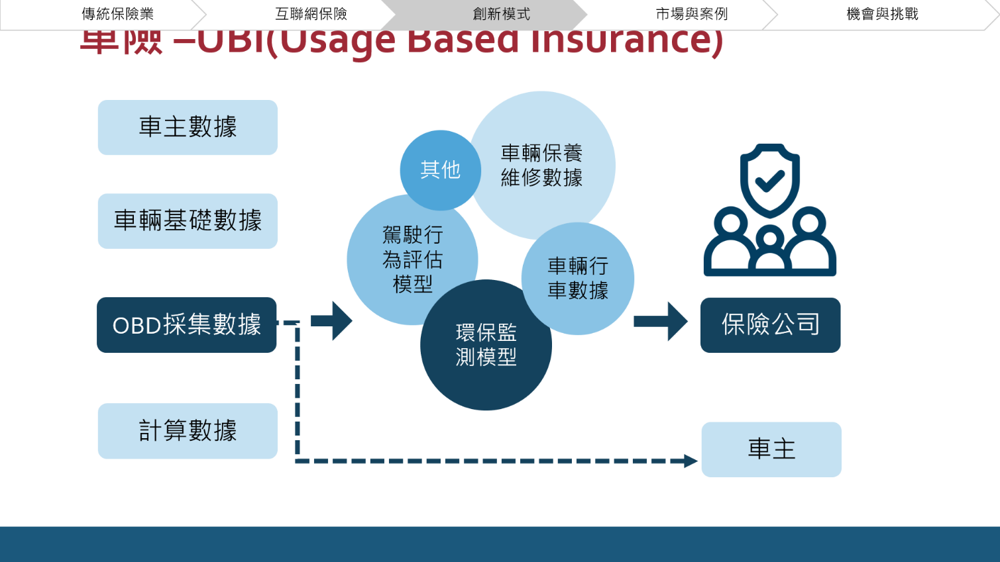 傳統保險業
互聯網保險
創新模式
市場與案例
機會與挑戰
車險 –UBI(Usage Based Insurance)
車主數據
車輛基礎數據
OBD採集數據
計算數據
其他
車輛保養
維修數據
駕駛行
為評估
模型
車輛行
車數據
環保監
測模型
保險公司
車主